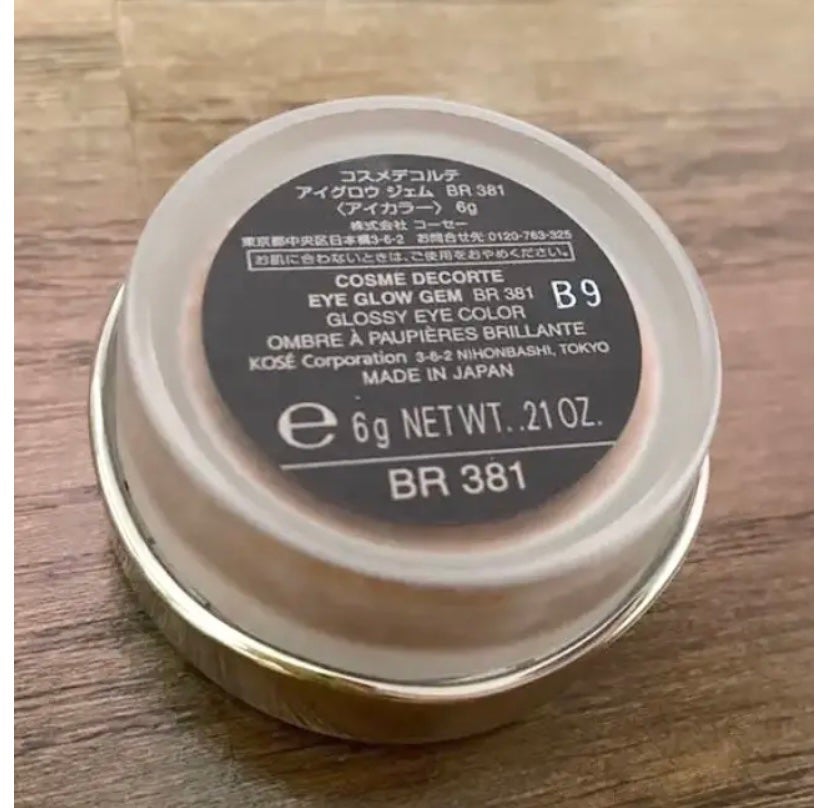 コスメデコルテ
アイグロウ ジェム BR 381
〈アイカラー〉 6g
株式会社 コーセー
東京都中央区日本橋3-6-2 お問合せ先 0120-763-325
お肌に合わないときは、ご使用をおやめください。
COSME DECORTE
EYE GLOW GEM BR 381
B9
GLOSSY EYE COLOR
OMBRE À PAUPIÈRES BRILLANTE
KOSÉ Corporation 3-6-2 NIHONBASHI, TOKYO
MADE IN JAPAN
e 6g NET WT. .21 OZ.
BR 381